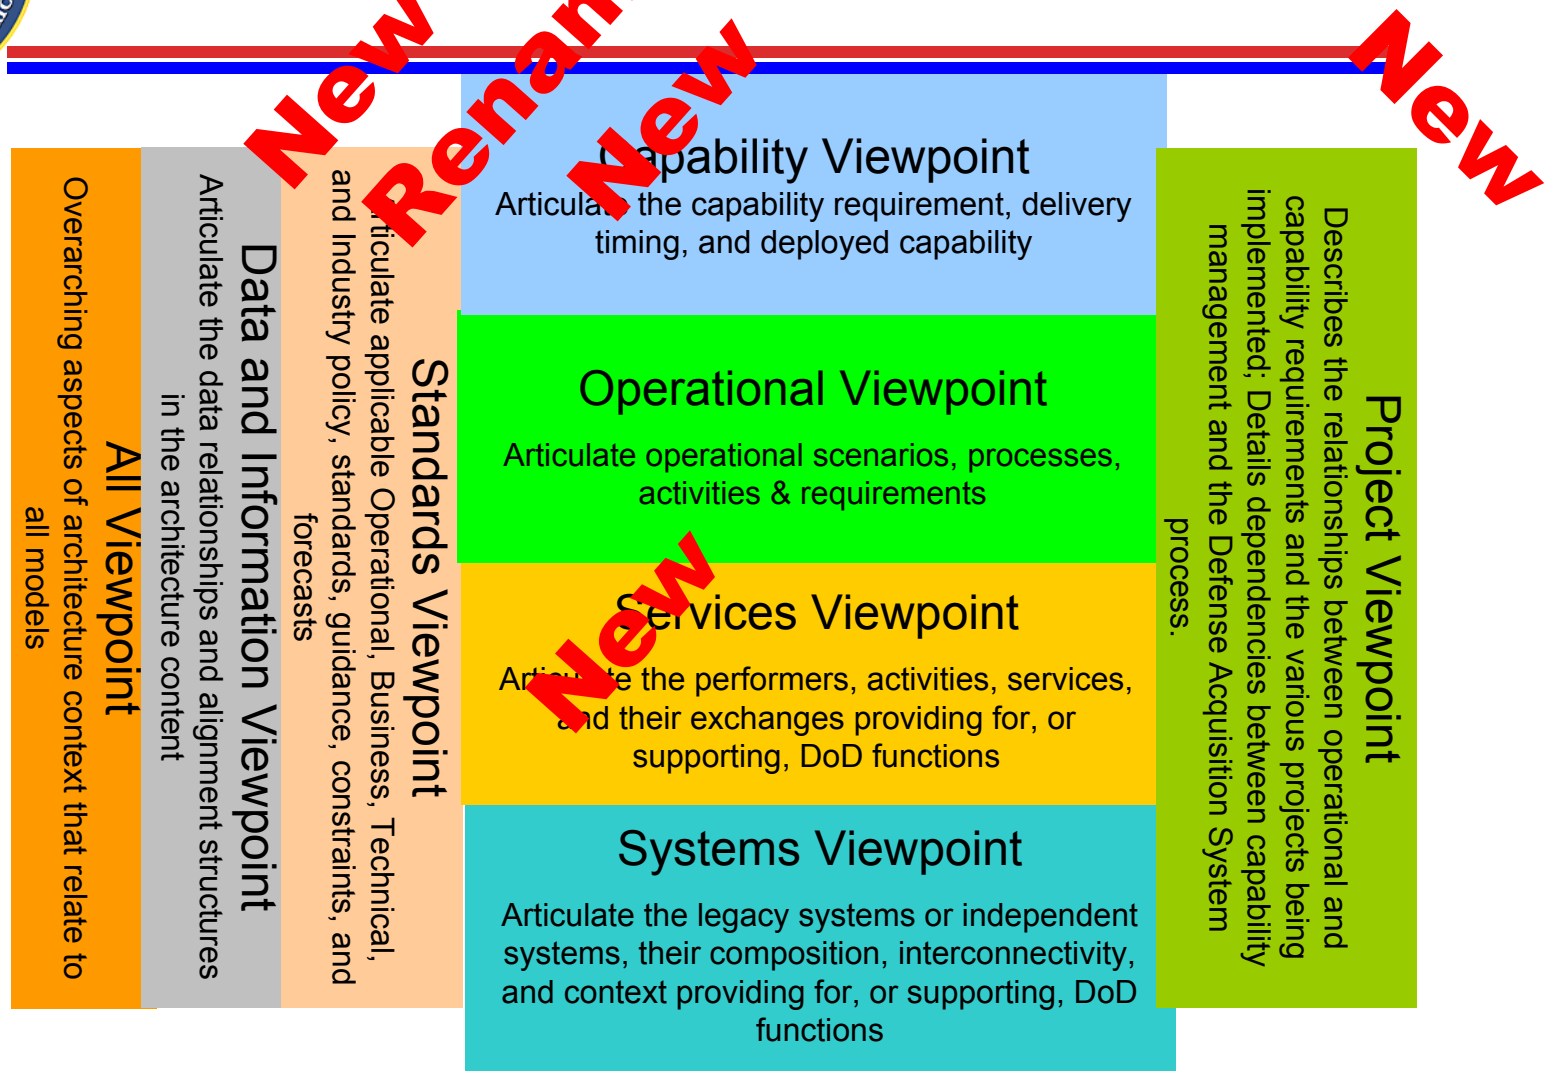 New
Renam
New
New
All Viewpoint
Overarching aspects of architecture context that relate to
all models
Data and Information Viewpoint
Articulate the data relationships and alignment structures
in the architecture content
Standards Viewpoint
Articulate applicable Operational, Business, Technical,
and Industry policy, standards, guidance, constraints, and
forecasts
Capability Viewpoint
Articulate the capability requirement, delivery
timing, and deployed capability
Operational Viewpoint
Articulate operational scenarios, processes,
activities & requirements
New
Services Viewpoint
Articulate the performers, activities, services,
and their exchanges providing for, or
supporting, DoD functions
Systems Viewpoint
Articulate the legacy systems or independent
systems, their composition, interconnectivity,
and context providing for, or supporting, DoD
functions
Project Viewpoint
Describes the relationships between operational and
capability requirements and the various projects being
implemented; Details dependencies between capability
management and the Defense Acquisition System
process.